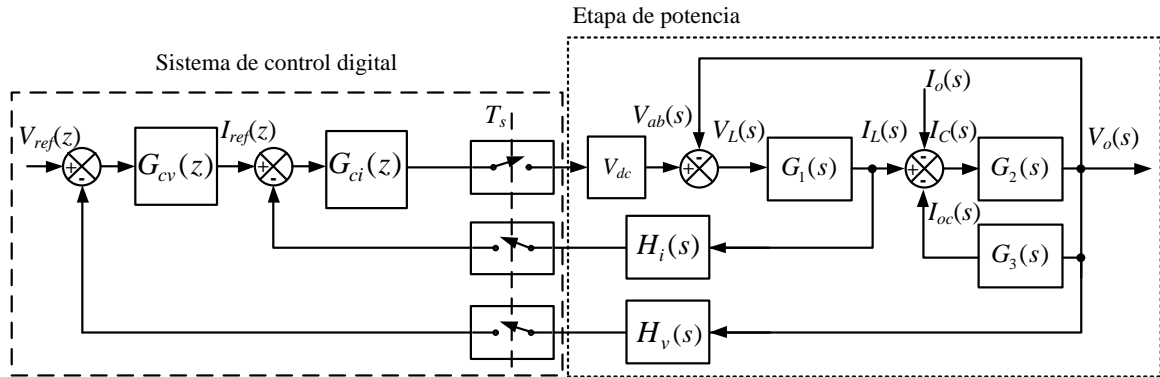 Etapa de potencia
Sistema de control digital
V_ref(z)
+
-
G_cv(z)
I_ref(z)
+
-
G_ci(z)
T_s
V_dc
V_ab(s)
+
-
V_L(s)
G_1(s)
I_L(s)
I_o(s)
+
-
-
I_C(s)
I_oc(s)
G_2(s)
V_o(s)
G_3(s)
H_i(s)
H_v(s)